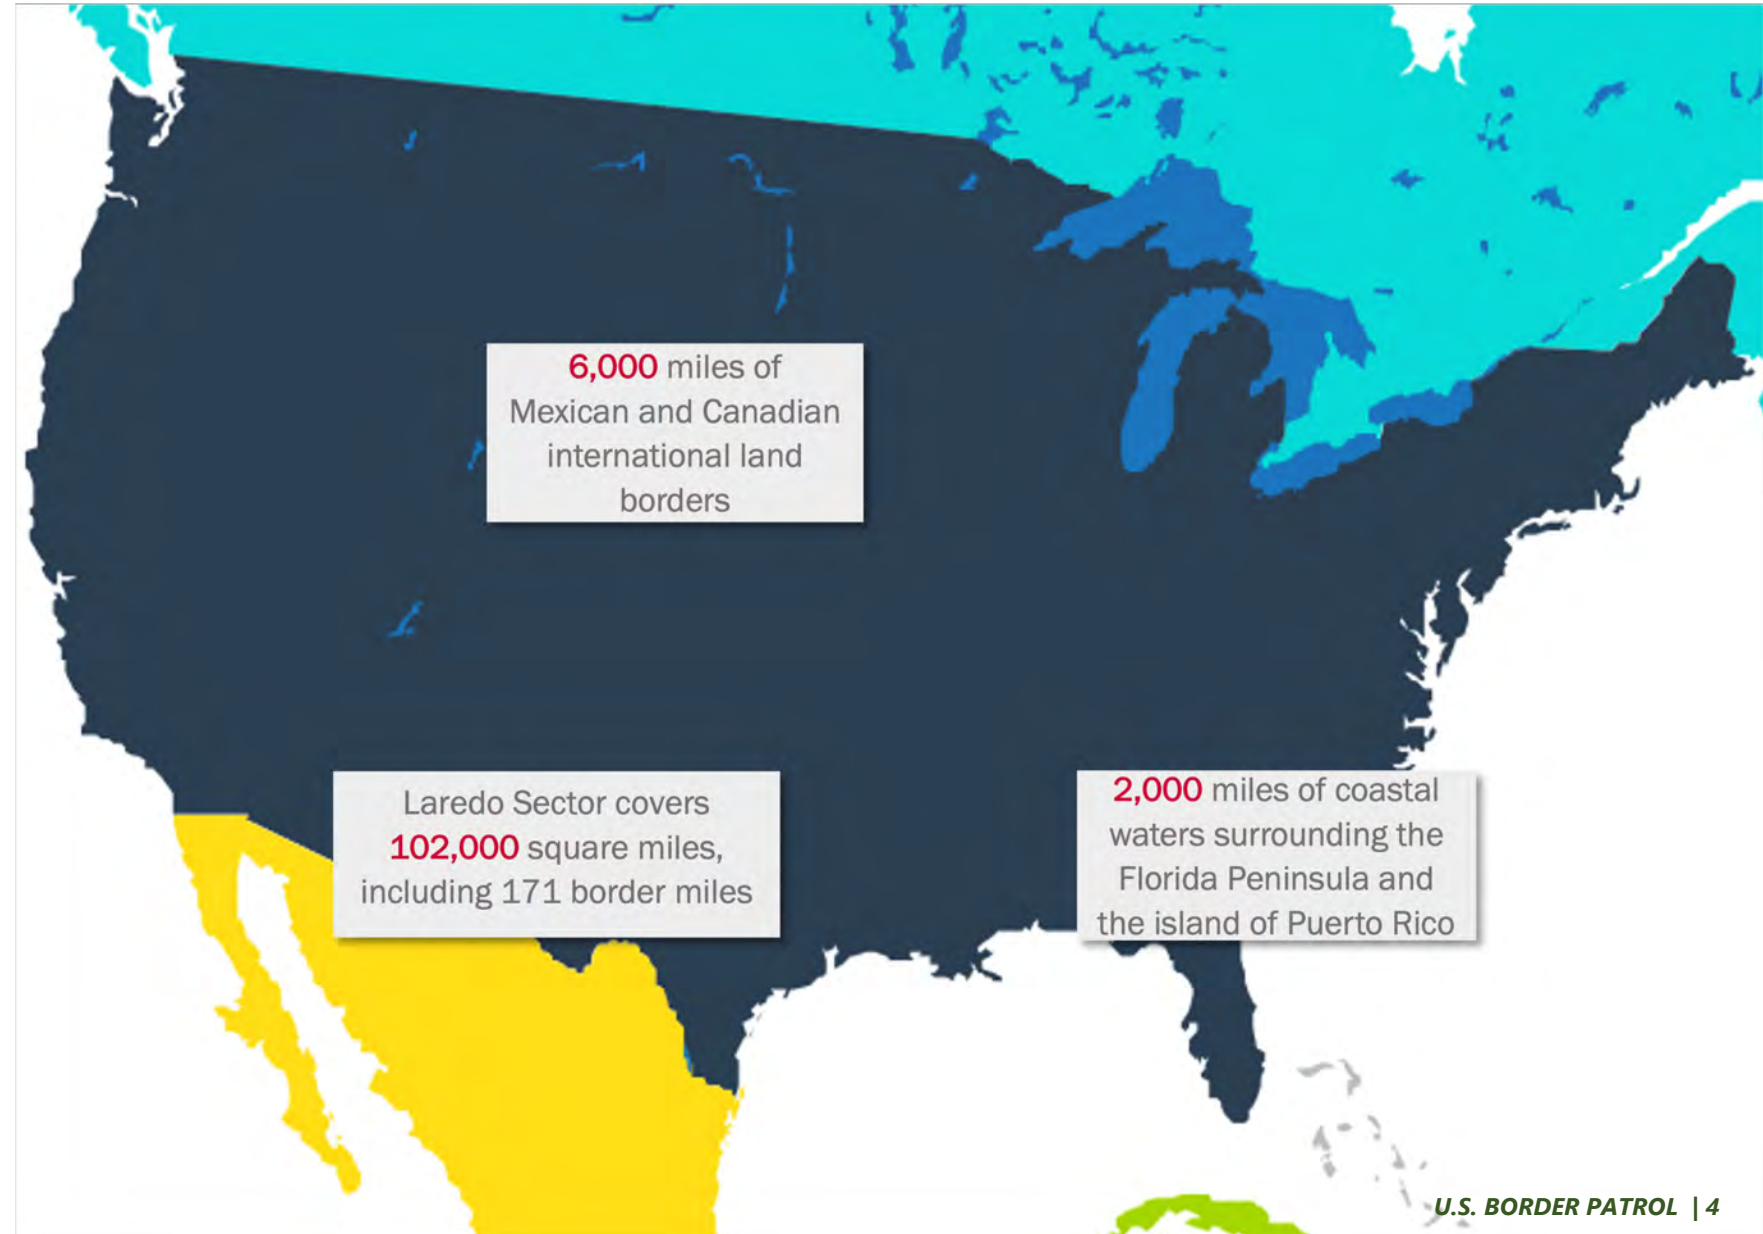 6,000 miles of
Mexican and Canadian
international land
borders
Laredo Sector covers
102,000 square miles,
including 171 border miles
2,000 miles of coastal
waters surrounding the
Florida Peninsula and
the island of Puerto Rico
U.S. BORDER PATROL | 4